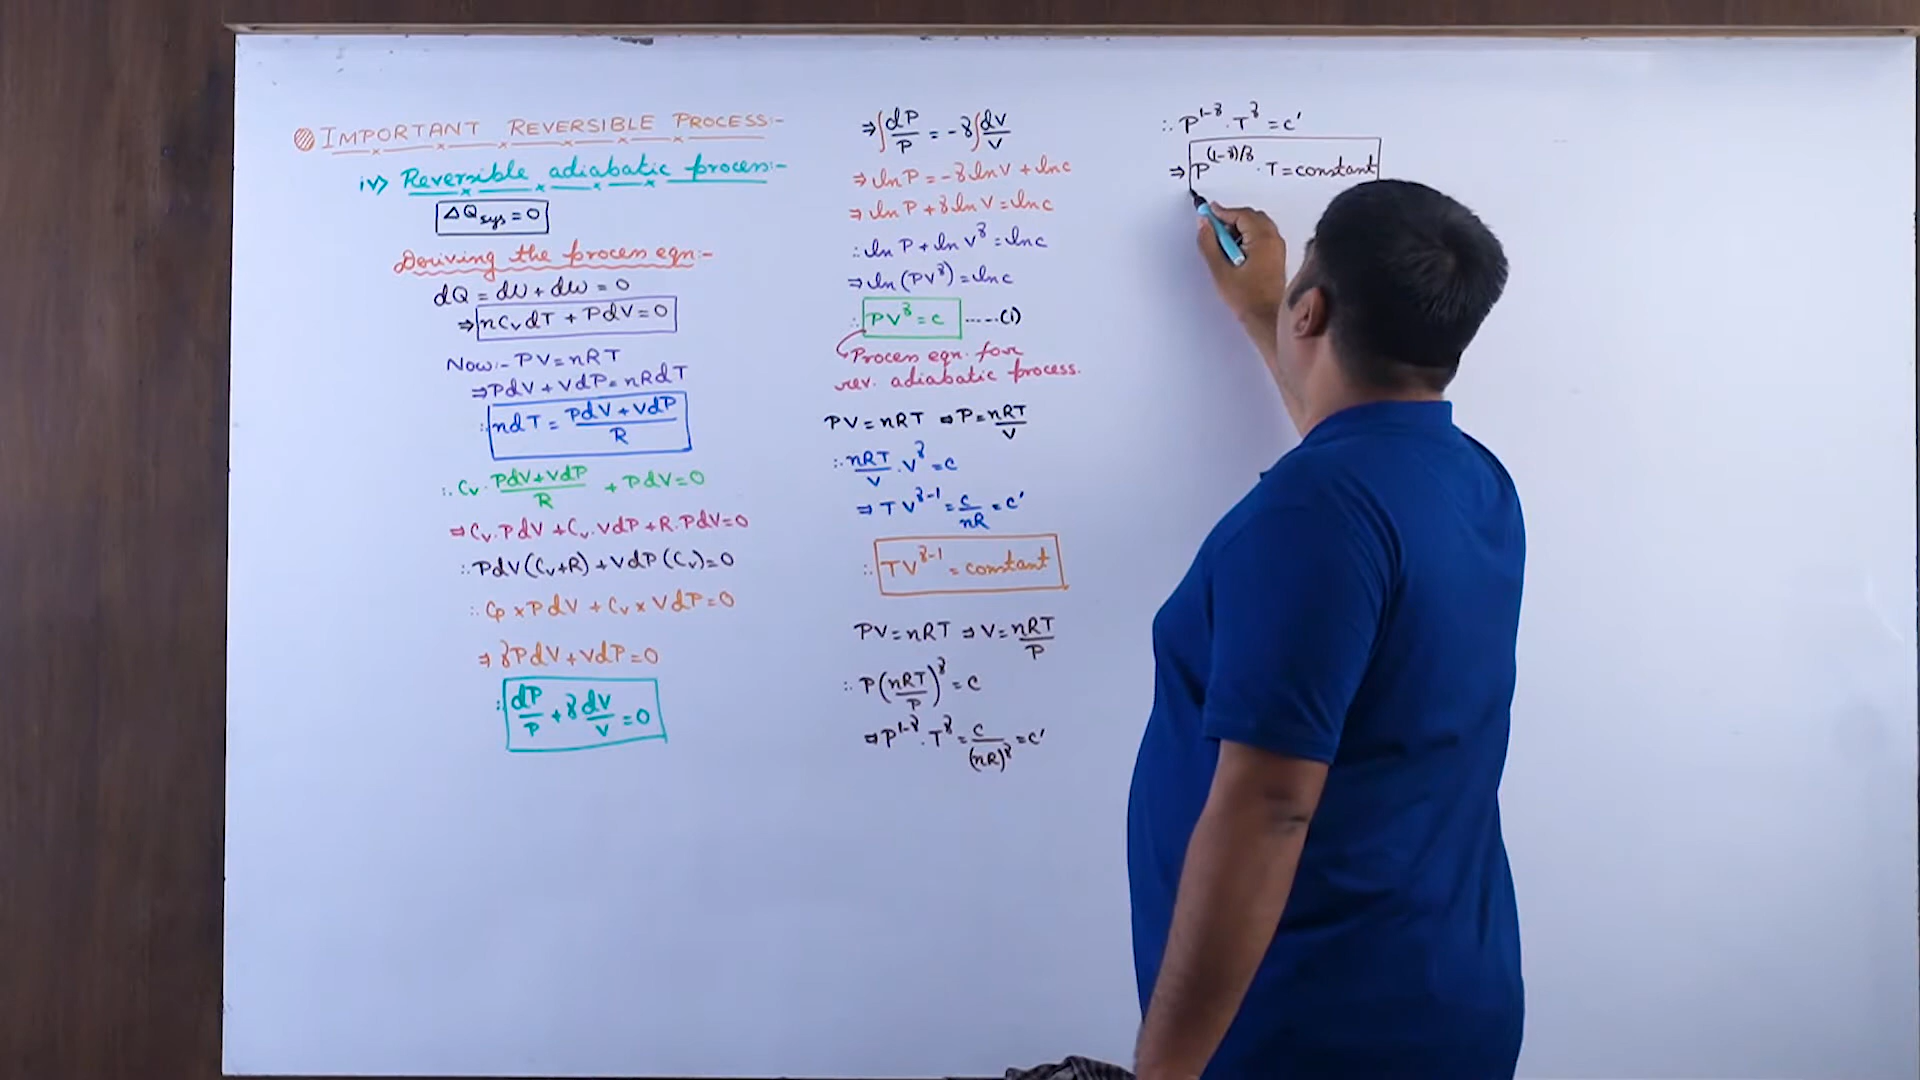 IMPORTANT REVERSIBLE PROCESS:-
iv) Reversible adiabatic process:-
ΔQsys = 0
Deriving the process eqn:-
dQ = dU + dW = 0
⇒ nCvdT + PdV = 0
Now:- PV = nRT
⇒ PdV + VdP = nRdT
∴ ndT = (PdV + VdP)/R
∴ Cv · (PdV + VdP)/R + PdV = 0
⇒ Cv·PdV + Cv·VdP + R·PdV = 0
∴ PdV(Cv+R) + VdP(Cv) = 0
∴ Cp × PdV + Cv × VdP = 0
⇒ γPdV + VdP = 0
∴ dP/P + γ dV/V = 0
⇒ ∫ dP/P = -γ ∫ dV/V
⇒ ln P = -γ ln V + ln c
⇒ ln P + γ ln V = ln c
∴ ln P + ln V^γ = ln c
⇒ ln (PV^γ) = ln c
∴ PV^γ = c .....(1)
Process eqn. for
rev. adiabatic process.
PV = nRT ⇒ P = nRT/V
∴ nRT/V · V^γ = c
⇒ TV^(γ-1) = c/nR = c'
∴ TV^(γ-1) = constant
PV = nRT ⇒ V = nRT/P
∴ P(nRT/P)^γ = c
⇒ P^(1-γ) · T^γ = c/(nR)^γ = c'
∴ P^(1-γ) · T^γ = c'
⇒ P^((1-γ)/γ) · T = constant